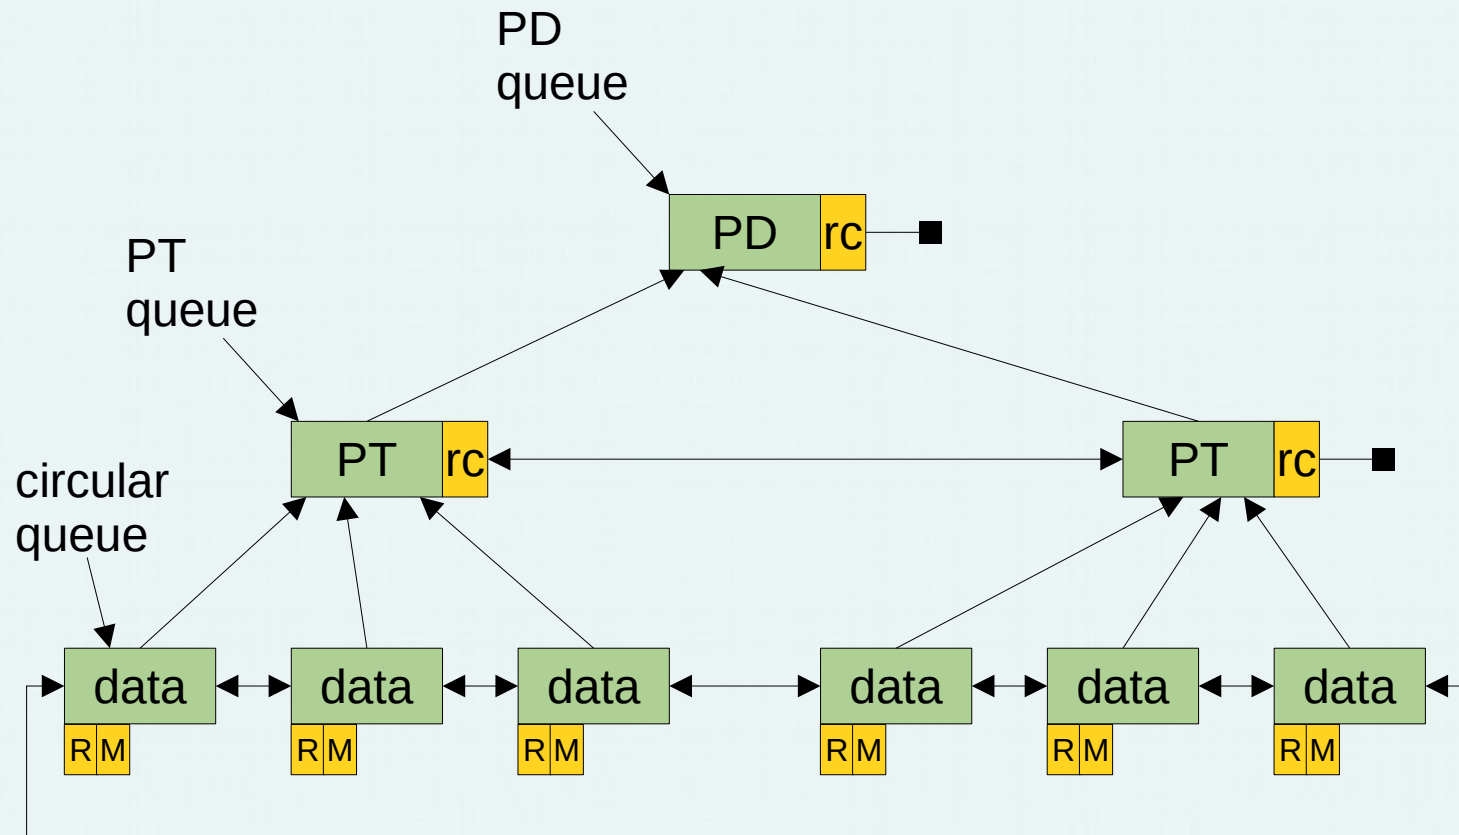 PD
queue
PD rc
PT
queue
PT rc PT rc
circular
queue
data data data data data data
R M R M R M R M R M R M